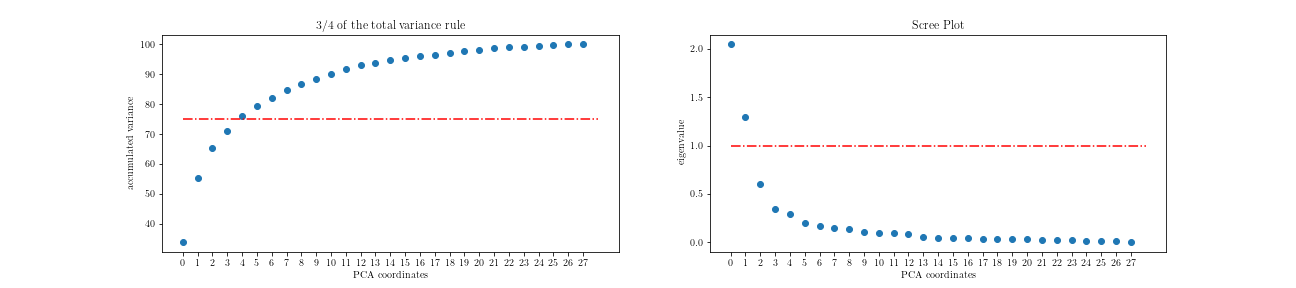 3/4 of the total variance rule
accumulated variance
100
90
80
70
60
50
40
0 1 2 3 4 5 6 7 8 9 10 11 12 13 14 15 16 17 18 19 20 21 22 23 24 25 26 27
PCA coordinates
Scree Plot
eigenvalue
2.0
1.5
1.0
0.5
0.0
0 1 2 3 4 5 6 7 8 9 10 11 12 13 14 15 16 17 18 19 20 21 22 23 24 25 26 27
PCA coordinates